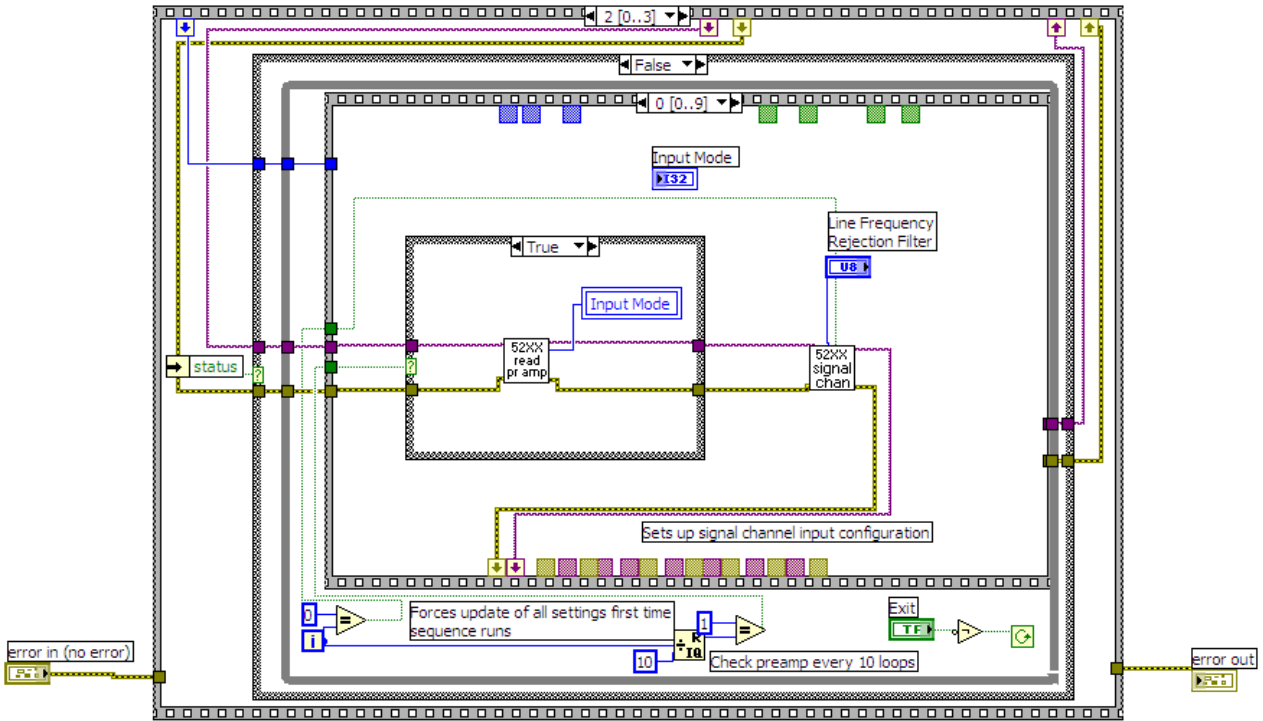 2 [0..3]
False
0 [0..9]
Input Mode
I32
Line Frequency
Rejection Filter
U8
True
Input Mode
status
?
?
52XX
read
pr amp
52XX
signal
chan
Sets up signal channel input configuration
0
=
i
Forces update of all settings first time
sequence runs
R
IQ
10
1
=
Check preamp every 10 loops
Exit
TF
error in (no error)
error out